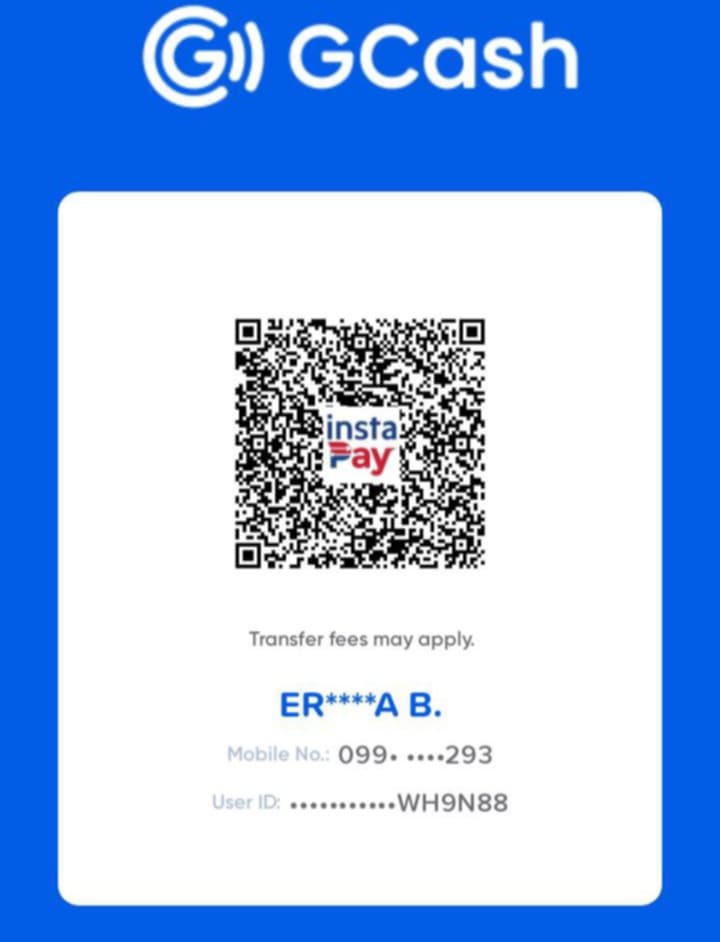 GCash
insta
Pay
Transfer fees may apply.
ER****A B.
Mobile No.: 099• ••••293
User ID: •••••••••••WH9N88